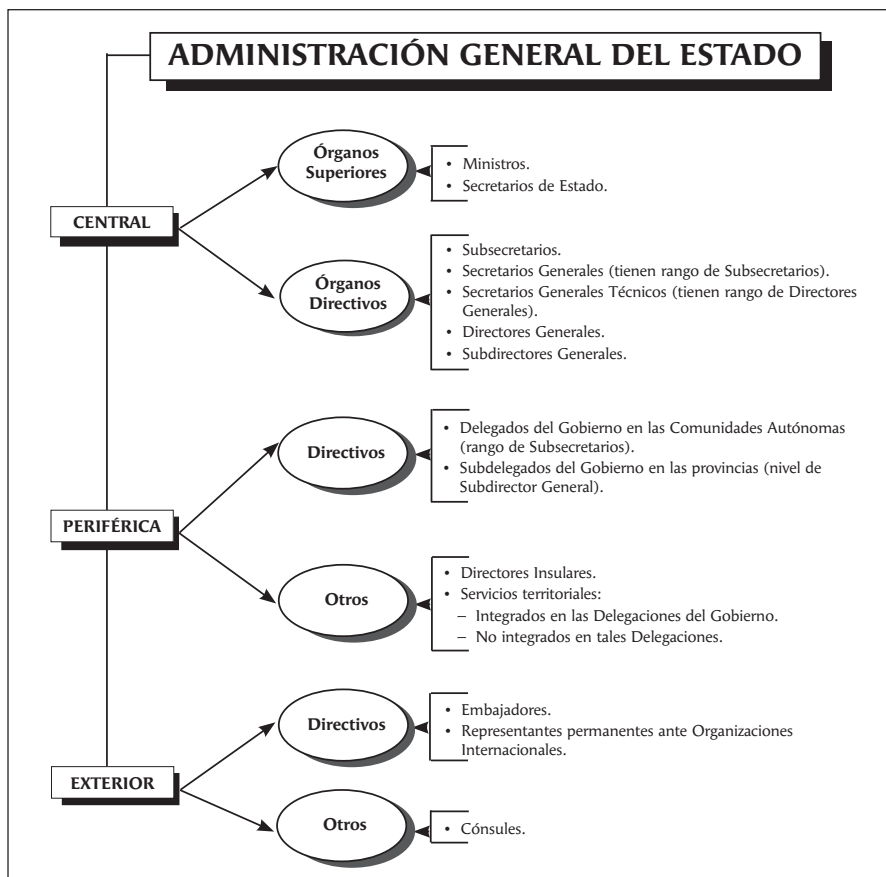 ADMINISTRACIÓN GENERAL DEL ESTADO
CENTRAL
Órganos
Superiores
• Ministros.
• Secretarios de Estado.
Órganos
Directivos
• Subsecretarios.
• Secretarios Generales (tienen rango de Subsecretarios).
• Secretarios Generales Técnicos (tienen rango de Directores
Generales).
• Directores Generales.
• Subdirectores Generales.
PERIFÉRICA
Directivos
• Delegados del Gobierno en las Comunidades Autónomas
(rango de Subsecretarios).
• Subdelegados del Gobierno en las provincias (nivel de
Subdirector General).
Otros
• Directores Insulares.
• Servicios territoriales:
– Integrados en las Delegaciones del Gobierno.
– No integrados en tales Delegaciones.
EXTERIOR
Directivos
• Embajadores.
• Representantes permanentes ante Organizaciones
Internacionales.
Otros
• Cónsules.